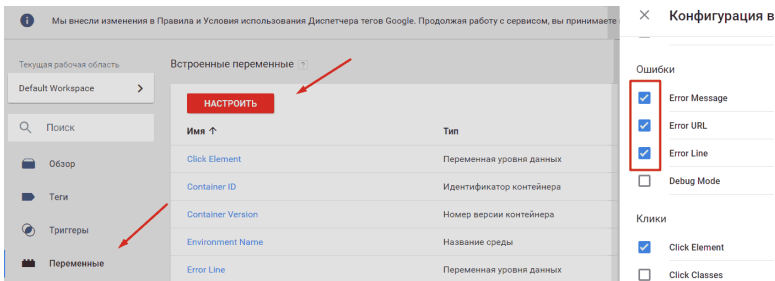 Мы внесли изменения в Правила и Условия использования Диспетчера тегов Google. Продолжая работу с сервисом, вы принимаете
Текущая рабочая область
Default Workspace
Поиск
Обзор
Теги
Триггеры
Переменные
Встроенные переменные ?
НАСТРОИТЬ
Имя ↑ Тип
Click Element Переменная уровня данных
Container ID Идентификатор контейнера
Container Version Номер версии контейнера
Environment Name Название среды
Error Line Переменная уровня данных
Конфигурация в
Ошибки
Error Message
Error URL
Error Line
Debug Mode
Клики
Click Element
Click Classes